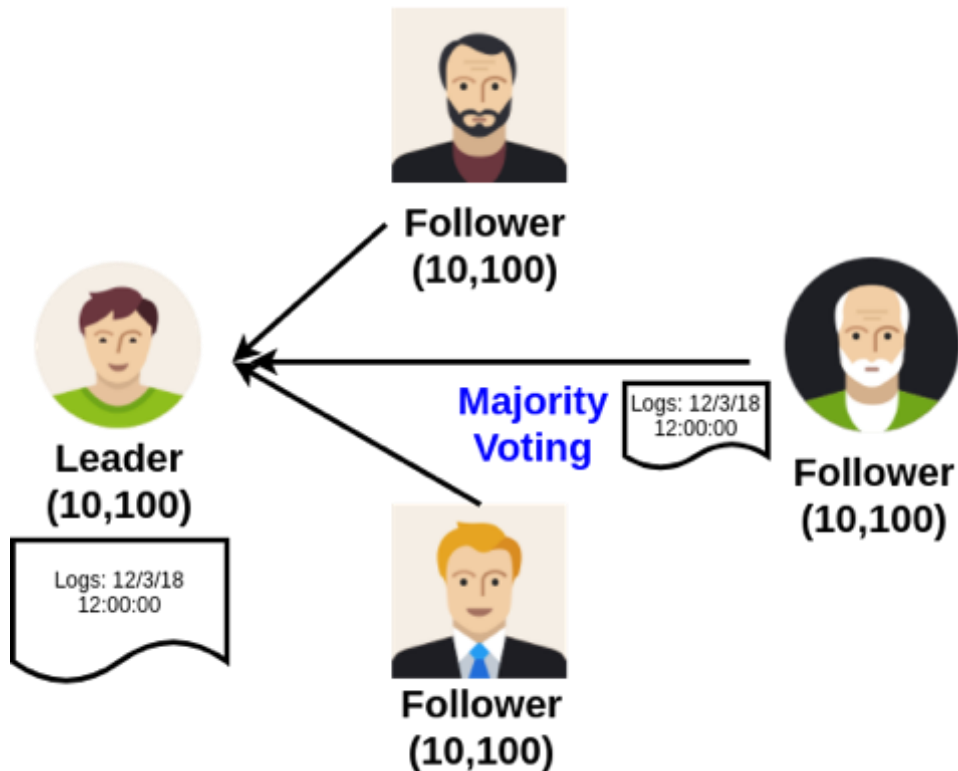 Follower
(10,100)
Leader
(10,100)
Logs: 12/3/18
12:00:00
Majority
Voting
Logs: 12/3/18
12:00:00
Follower
(10,100)
Follower
(10,100)